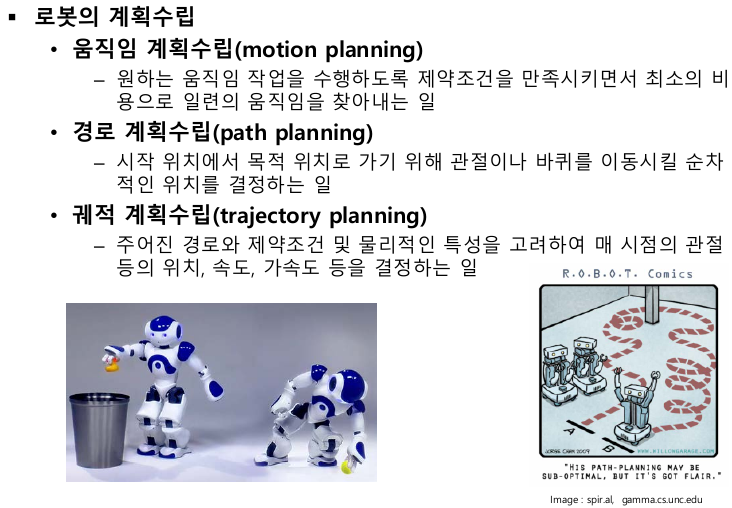 ▪ 로봇의 계획수립
• 움직임 계획수립(motion planning)
– 원하는 움직임 작업을 수행하도록 제약조건을 만족시키면서 최소의 비
용으로 일련의 움직임을 찾아내는 일
• 경로 계획수립(path planning)
– 시작 위치에서 목적 위치로 가기 위해 관절이나 바퀴를 이동시킬 순차
적인 위치를 결정하는 일
• 궤적 계획수립(trajectory planning)
– 주어진 경로와 제약조건 및 물리적인 특성을 고려하여 매 시점의 관절
등의 위치, 속도, 가속도 등을 결정하는 일
R.O.B.O.T. Comics
A
B
JORGE CHAM 2009
WWW.WILLOWGARAGE.COM
"HIS PATH-PLANNING MAY BE
SUB-OPTIMAL, BUT IT'S GOT FLAIR."
Image : spir.al, gamma.cs.unc.edu